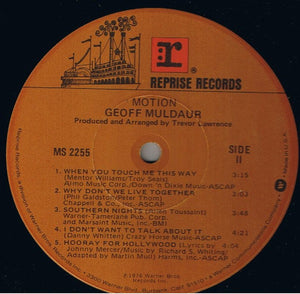 REPRISE RECORDS
MOTION
GEOFF MULDAUR
Produced and Arranged by Trevor Lawrence
MS 2255
SIDE
II
1. WHEN YOU TOUCH ME THIS WAY 3:15
(Mentor Williams/Troy Seals)
Almo Music Corp./Down 'n Dixie Music-ASCAP
2. WHY DON'T WE LIVE TOGETHER
(Phil Galdston/Peter Thom)
Chappell & Co., Inc.-ASCAP
3. SOUTHERN NIGHTS (Allen Toussaint) 3:48
Warner-Tamerlane Pub. Corp.
and Marsaint Music, Inc. BMI
4. I DON'T WANT TO TALK ABOUT IT 4:21
(Danny Whitten) Crazy Horse-ASCAP
5. HOORAY FOR HOLLYWOOD (Lyrics by 4:04
Johnny Mercer/Music by Richard S. Whiting)
Adapted by Martin Mull) Harms, Inc.-ASCAP
℗ 1976 Warner Bros.
Records Inc.